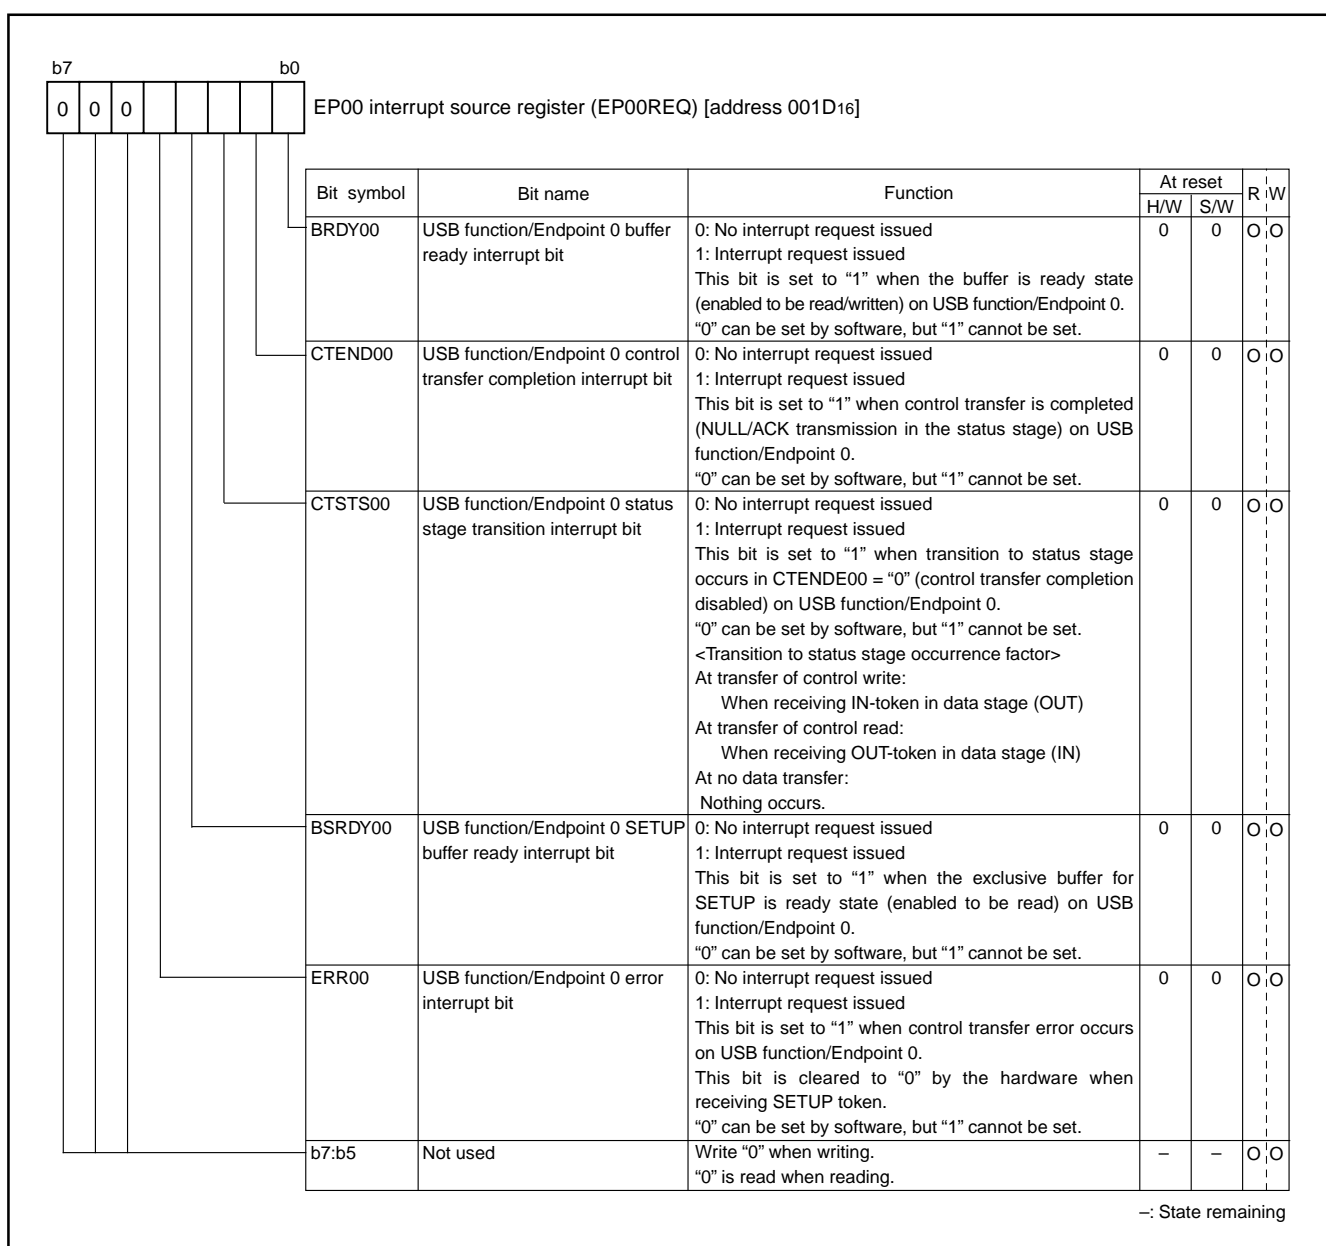 b7 b0
0 0 0
EP00 interrupt source register (EP00REQ) [address 001D16]
Bit symbol Bit name Function At reset R W
H/W S/W
BRDY00 USB function/Endpoint 0 buffer 0: No interrupt request issued 0 0 O O
ready interrupt bit 1: Interrupt request issued
This bit is set to “1” when the buffer is ready state
(enabled to be read/written) on USB function/Endpoint 0.
“0” can be set by software, but “1” cannot be set.
CTEND00 USB function/Endpoint 0 control 0: No interrupt request issued 0 0 O O
transfer completion interrupt bit 1: Interrupt request issued
This bit is set to “1” when control transfer is completed
(NULL/ACK transmission in the status stage) on USB
function/Endpoint 0.
“0” can be set by software, but “1” cannot be set.
CTSTS00 USB function/Endpoint 0 status 0: No interrupt request issued 0 0 O O
stage transition interrupt bit 1: Interrupt request issued
This bit is set to “1” when transition to status stage
occurs in CTENDE00 = “0” (control transfer completion
disabled) on USB function/Endpoint 0.
“0” can be set by software, but “1” cannot be set.
<Transition to status stage occurrence factor>
At transfer of control write:
When receiving IN-token in data stage (OUT)
At transfer of control read:
When receiving OUT-token in data stage (IN)
At no data transfer:
Nothing occurs.
BSRDY00 USB function/Endpoint 0 SETUP 0: No interrupt request issued 0 0 O O
buffer ready interrupt bit 1: Interrupt request issued
This bit is set to “1” when the exclusive buffer for
SETUP is ready state (enabled to be read) on USB
function/Endpoint 0.
“0” can be set by software, but “1” cannot be set.
ERR00 USB function/Endpoint 0 error 0: No interrupt request issued 0 0 O O
interrupt bit 1: Interrupt request issued
This bit is set to “1” when control transfer error occurs
on USB function/Endpoint 0.
This bit is cleared to “0” by the hardware when
receiving SETUP token.
“0” can be set by software, but “1” cannot be set.
b7:b5 Not used Write “0” when writing. – – O O
“0” is read when reading.
–: State remaining